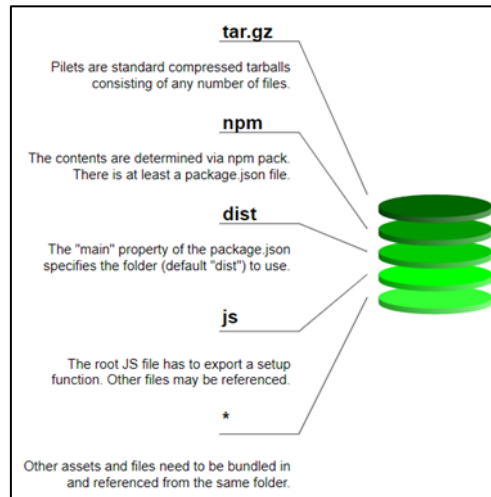 tar.gz
Pilets are standard compressed tarballs
consisting of any number of files.
npm
The contents are determined via npm pack.
There is at least a package.json file.
dist
The "main" property of the package.json
specifies the folder (default "dist") to use.
js
The root JS file has to export a setup
function. Other files may be referenced.
*
Other assets and files need to be bundled in
and referenced from the same folder.